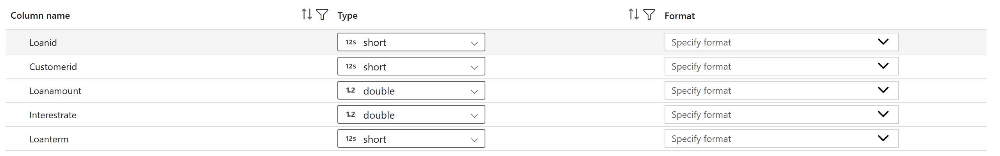 Column name Type Format
Loanid 12s short Specify format
Customerid 12s short Specify format
Loanamount 1.2 double Specify format
Interestrate 1.2 double Specify format
Loanterm 12s short Specify format